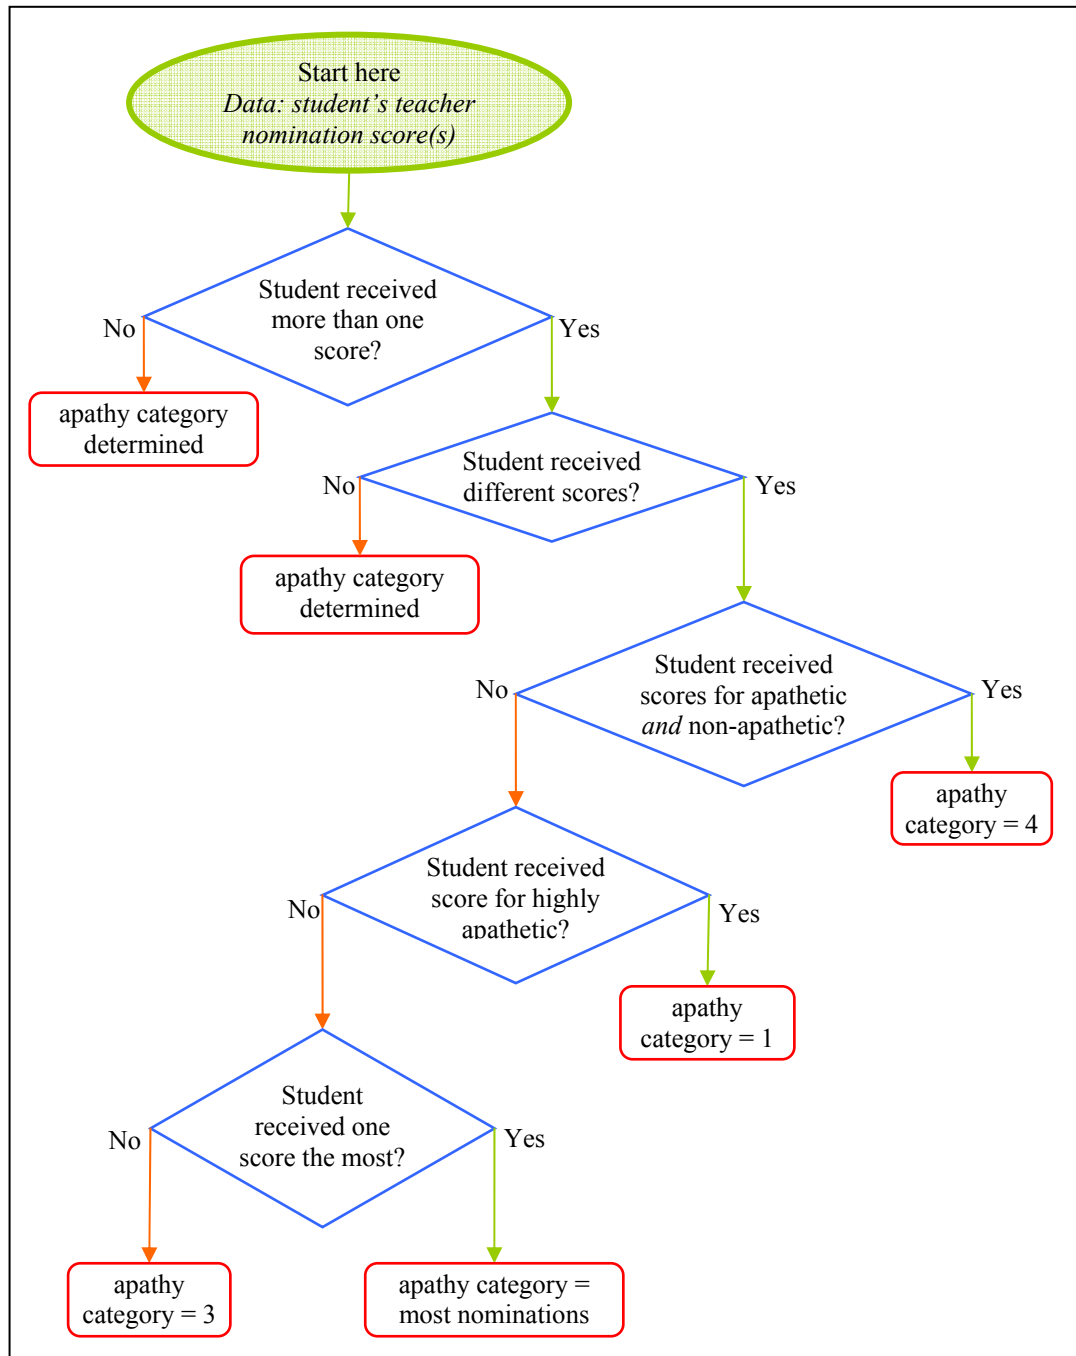 Start here
Data: student's teacher
nomination score(s)
Student received
more than one
score?
No
Yes
apathy category
determined
Student received
different scores?
No
Yes
apathy category
determined
Student received
scores for apathetic
and non-apathetic?
No
Yes
apathy
category = 4
Student received
score for highly
apathetic?
No
Yes
apathy
category = 1
Student
received one
score the most?
No
Yes
apathy
category = 3
apathy category =
most nominations